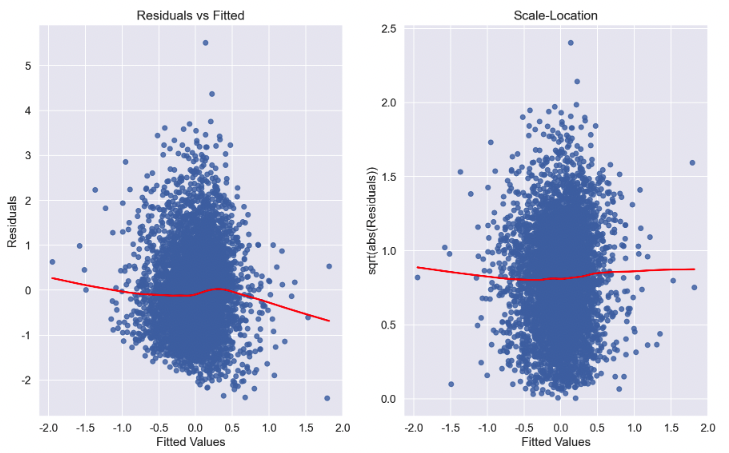 Residuals vs Fitted
Residuals
5
4
3
2
1
0
-1
-2
-2.0 -1.5 -1.0 -0.5 0.0 0.5 1.0 1.5 2.0
Fitted Values
Scale-Location
sqrt(abs(Residuals))
2.5
2.0
1.5
1.0
0.5
0.0
-2.0 -1.5 -1.0 -0.5 0.0 0.5 1.0 1.5 2.0
Fitted Values